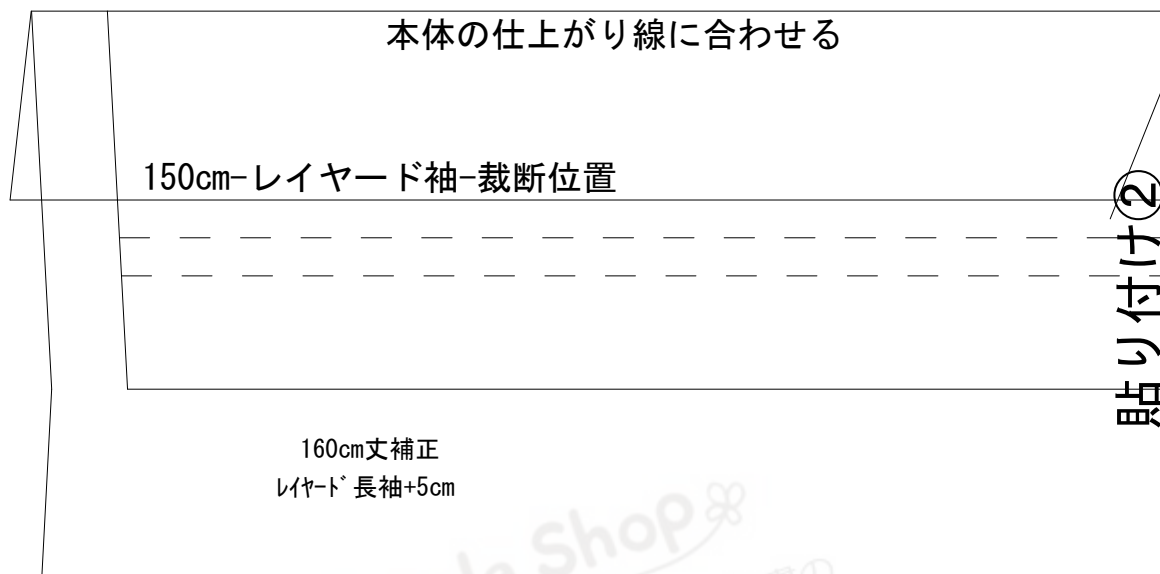 本体の仕上がり線に合わせる
150cm-レイヤード袖-裁断位置
貼り付け②
160cm丈補正
ﾚｲﾔｰﾄﾞ長袖+5cm
Shop